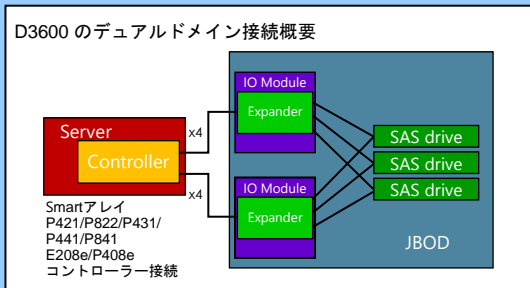 D3600 のデュアルドメイン接続概要
IO Module
Expander
Server
Controller
x4
x4
SAS drive
SAS drive
SAS drive
IO Module
Expander
JBOD
Smartアレイ
P421/P822/P431/
P441/P841
E208e/P408e
コントローラー接続